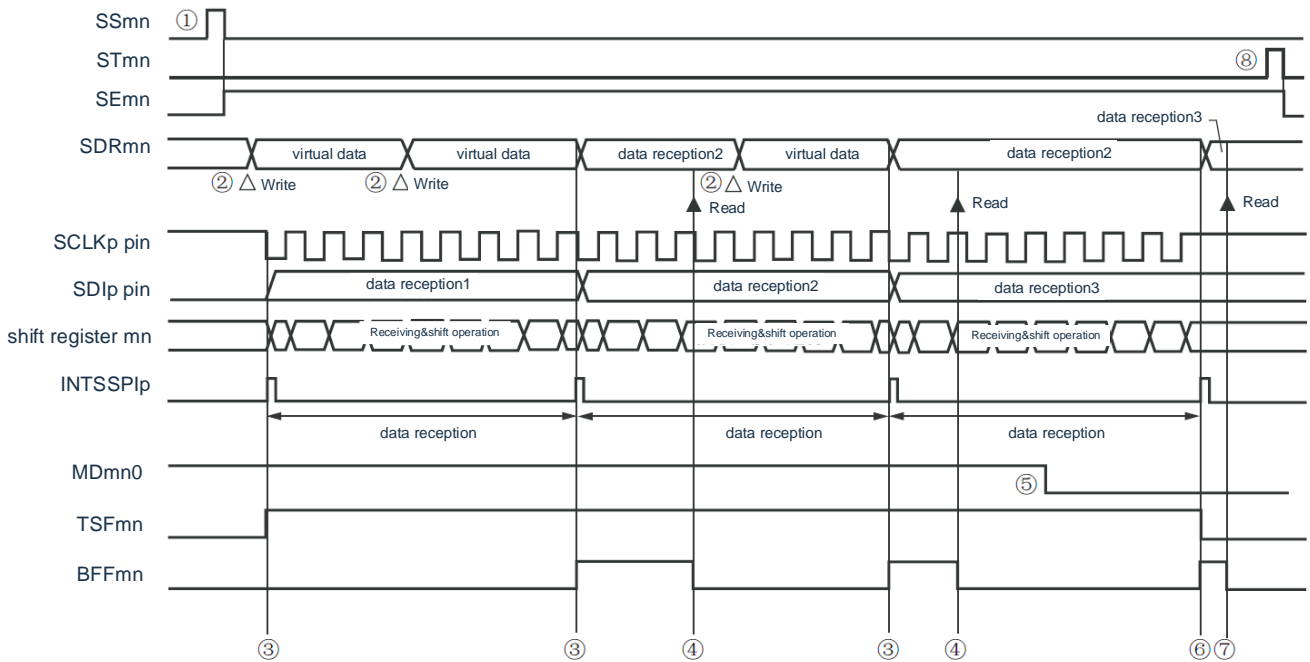 SSmn ①
STmn ⑧
SEmn
data reception3
SDRmn virtual data virtual data data reception2 virtual data data reception2
② △ Write ② △ Write ② △ Write
▲ Read ▲ Read ▲ Read
SCLKp pin
SDIp pin data reception1 data reception2 data reception3
shift register mn Receiving&shift operation Receiving&shift operation Receiving&shift operation
INTSSPIp
data reception data reception data reception
MDmn0 ⑤
TSFmn
BFFmn
③ ③ ④ ③ ④ ⑥ ⑦